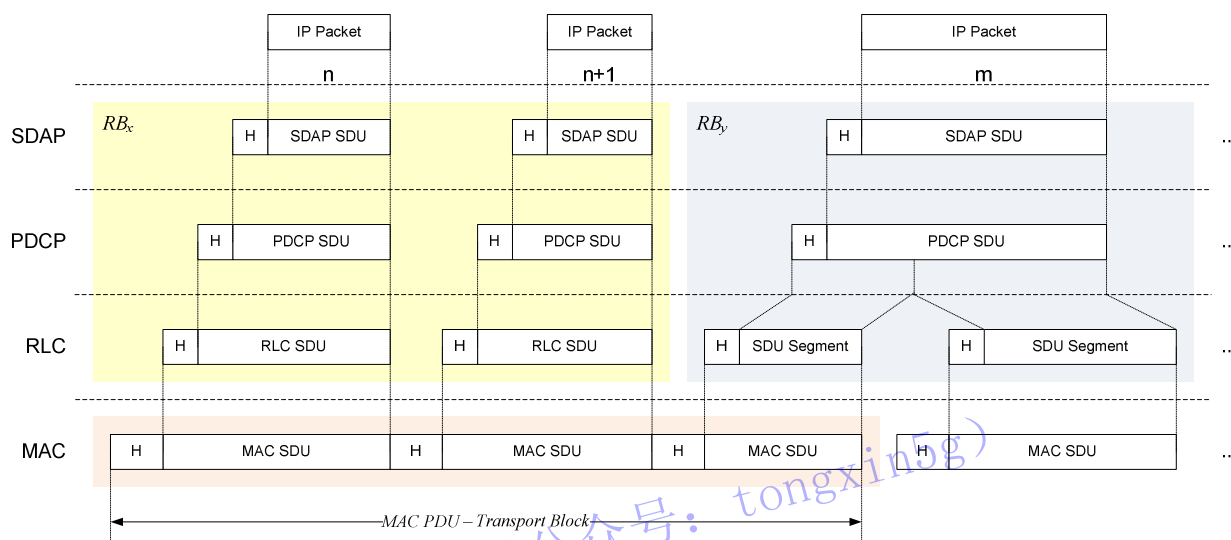 IP Packet IP Packet IP Packet
n n+1 m
RBx RBy
SDAP H SDAP SDU H SDAP SDU H SDAP SDU ..
PDCP H PDCP SDU H PDCP SDU H PDCP SDU ..
RLC H RLC SDU H RLC SDU H SDU Segment H SDU Segment ..
MAC H MAC SDU H MAC SDU H MAC SDU H MAC SDU ..
MAC PDU – Transport Block
众号：tongxin5g）